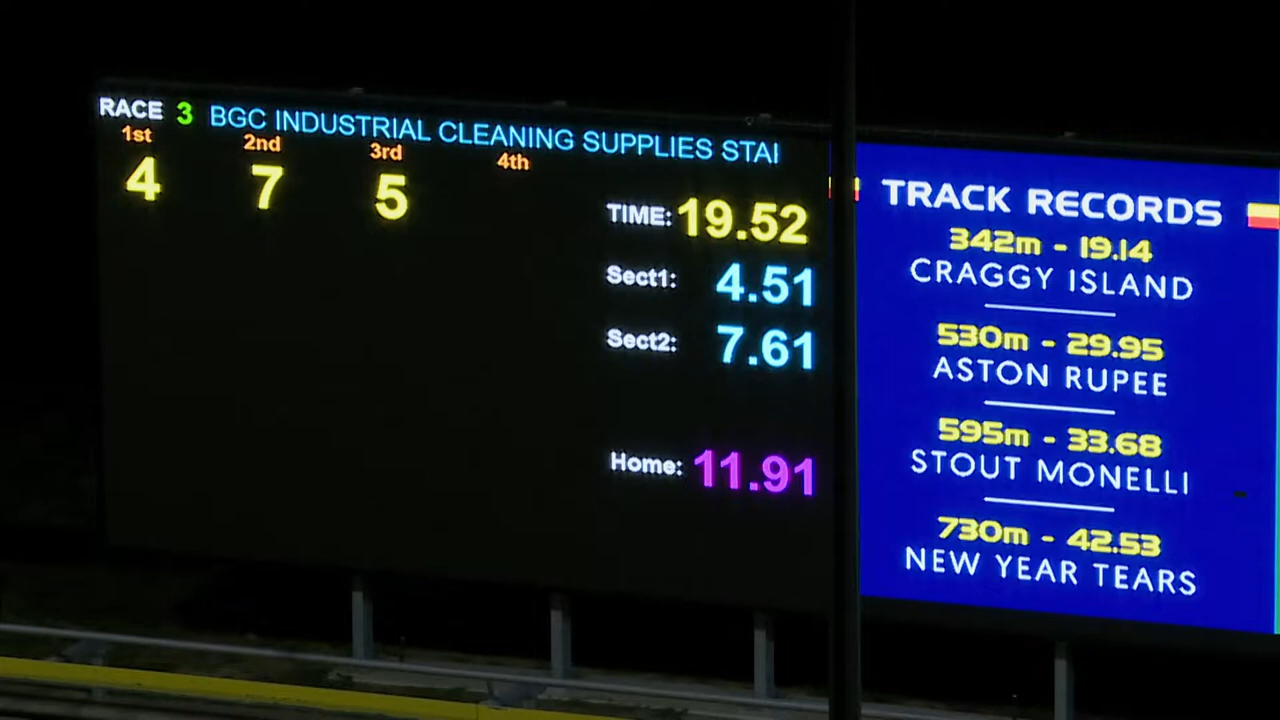 RACE 3 BGC INDUSTRIAL CLEANING SUPPLIES STAI
1st 2nd 3rd 4th
4 7 5
TIME: 19.52
Sect1: 4.51
Sect2: 7.61
Home: 11.91
TRACK RECORDS
342m - 19.14
CRAGGY ISLAND
530m - 29.95
ASTON RUPEE
595m - 33.68
STOUT MONELLI
730m - 42.53
NEW YEAR TEARS